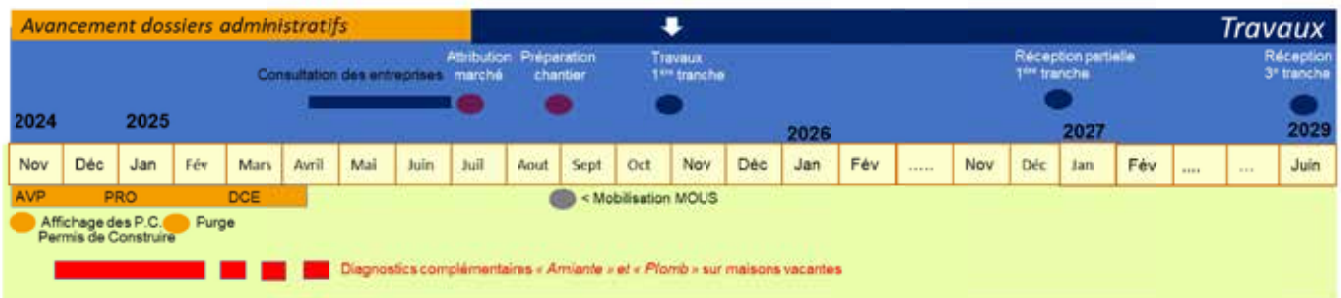 Avancement dossiers administratifs
Travaux
Consultation des entreprises
Attribution marché
Préparation chantier
Travaux 1ère tranche
Réception partielle 1ère tranche
Réception 3e tranche
2024 2025 2026 2027 2029
Nov Déc Jan Fév Mars Avril Mai Juin Juil Aout Sept Oct Nov Déc Jan Fév ..... Nov Déc Jan Fév .... ... Juin
AVP PRO DCE
< Mobilisation MOUS
Affichage des P.C. Furge
Permis de Construire
Diagnostics complémentaires « Amiante » et « Plomb » sur maisons vacantes